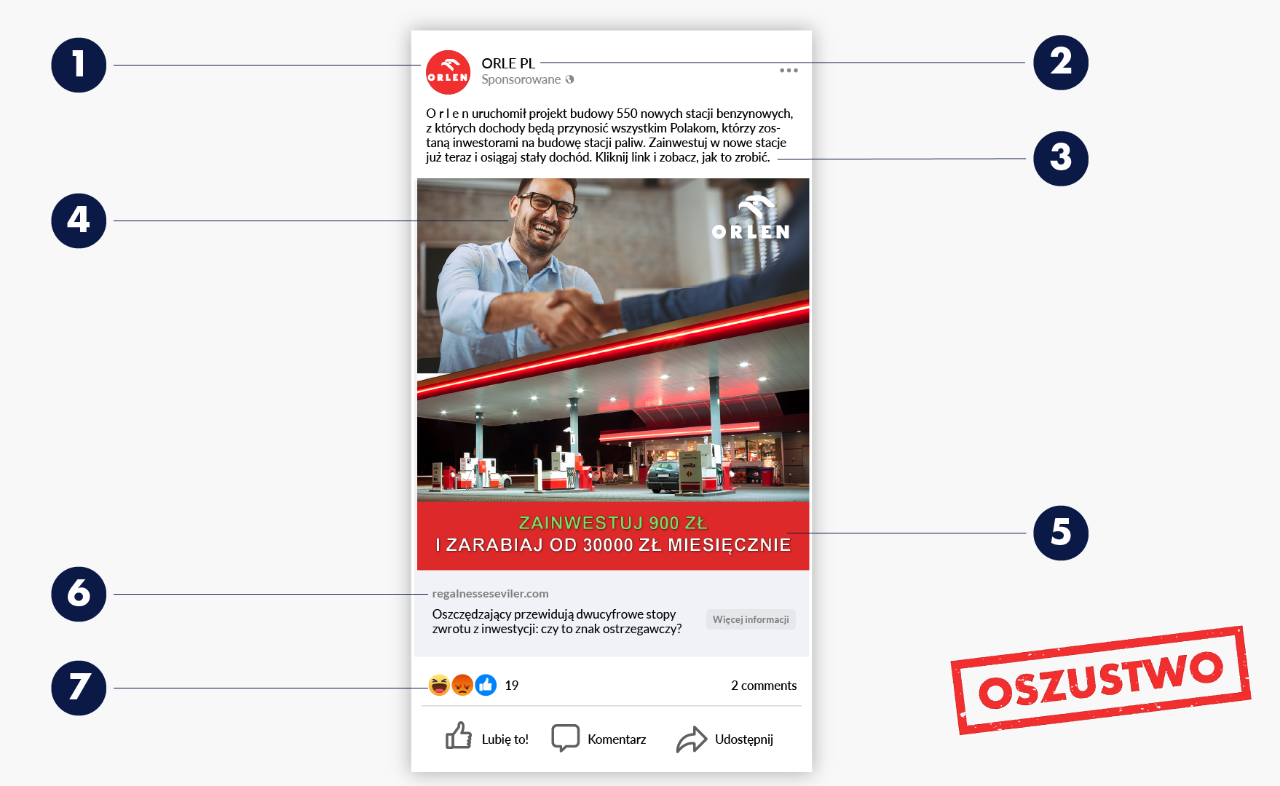 1
2
3
4
5
6
7
ORLEN
ORLE PL
Sponsorowane
O r l e n uruchomił projekt budowy 550 nowych stacji benzynowych,
z których dochody będą przynosić wszystkim Polakom, którzy zos-
taną inwestorami na budowę stacji paliw. Zainwestuj w nowe stacje
już teraz i osiągaj stały dochód. Kliknij link i zobacz, jak to zrobić.
ORLEN
ZAINWESTUJ 900 ZŁ
I ZARABIAJ OD 30000 ZŁ MIESIĘCZNIE
regalnesseseviler.com
Oszczędzający przewidują dwucyfrowe stopy
zwrotu z inwestycji: czy to znak ostrzegawczy?
Więcej informacji
19
2 comments
Lubię to!
Komentarz
Udostępnij
OSZUSTWO